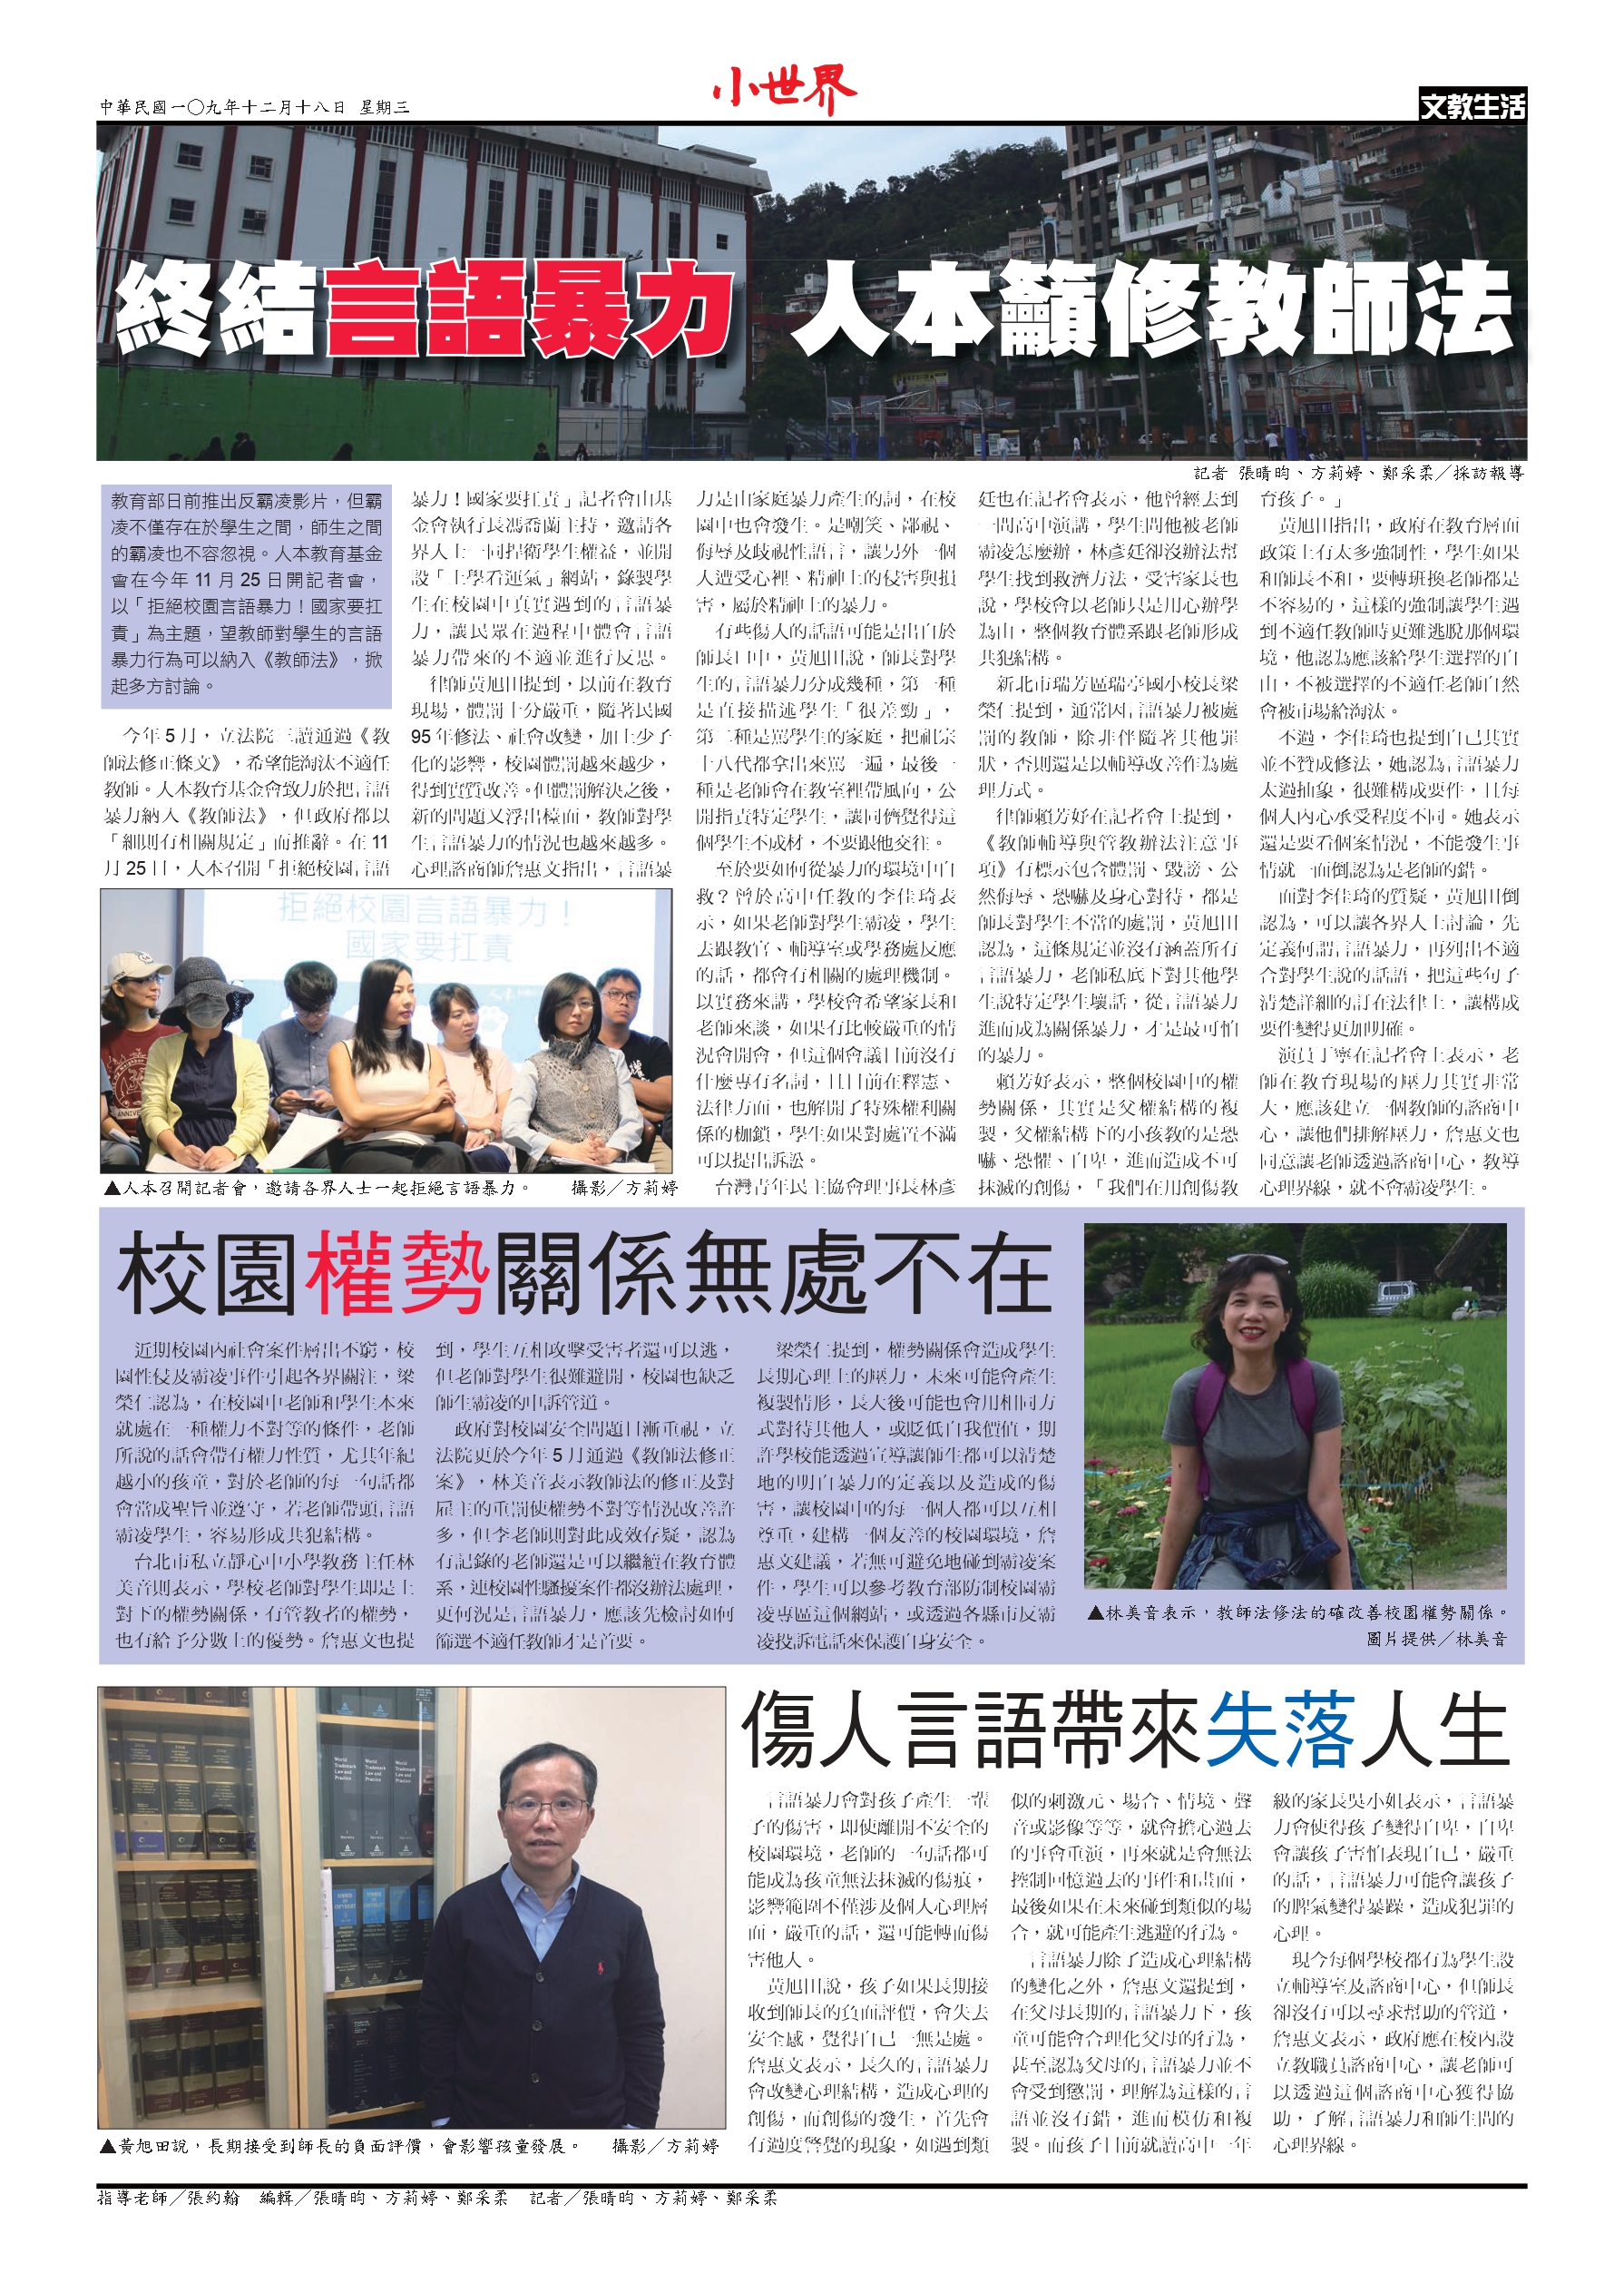 中華民國一〇九年十二月十八日 星期三
小世界
文教生活
終結言語暴力 人本籲修教師法
記者 張晴昀、方莉婷、鄭采柔／採訪報導
教育部日前推出反霸凌影片，但霸
凌不僅存在於學生之間，師生之間
的霸凌也不容忽視。人本教育基金
會在今年 11 月 25 日開記者會，
以「拒絕校園言語暴力！國家要扛
責」為主題，望教師對學生的言語
暴力行為可以納入《教師法》，掀
起多方討論。
今年 5 月，立法院三讀通過《教
師法修正條文》，希望能淘汰不適任
教師。人本教育基金會致力於把言語
暴力納入《教師法》，但政府都以
「細則有相關規定」而推辭。在 11
月 25 日，人本召開「拒絕校園言語
暴力！國家要扛責」記者會由基
金會執行長馮喬蘭主持，邀請各
界人士一同捍衛學生權益，並開
設「上學看運氣」網站，錄製學
生在校園中真實遇到的言語暴
力，讓民眾在過程中體會言語
暴力帶來的不適並進行反思。
律師黃旭田提到，以前在教育
現場，體罰十分嚴重，隨著民國
95 年修法、社會改變，加上少子
化的影響，校園體罰越來越少，
得到實質改善。但體罰解決之後，
新的問題又浮出檯面，教師對學
生言語暴力的情況也越來越多。
心理諮商師詹惠文指出，言語暴
力是由家庭暴力產生的詞，在校
園中也會發生。是嘲笑、鄙視、
侮辱及歧視性語言，讓另外一個
人遭受心裡、精神上的侵害與損
害，屬於精神上的暴力。
有些傷人的話語可能是出自於
師長口中，黃旭田說，師長對學
生的言語暴力分成幾種，第一種
是直接描述學生「很差勁」，
第二種是罵學生的家庭，把祖宗
十八代都拿出來罵一遍，最後一
種是老師會在教室裡帶風向，公
開指責特定學生，讓同儕覺得這
個學生不成材，不要跟他交往。
至於要如何從暴力的環境中自
救？曾於高中任教的李佳琦表
示，如果老師對學生霸凌，學生
去跟教官、輔導室或學務處反應
的話，都會有相關的處理機制。
以實務來講，學校會希望家長和
老師來談，如果有比較嚴重的情
況會開會，但這個會議目前沒有
什麼專有名詞，且目前在釋憲、
法律方面，也解開了特殊權利關
係的枷鎖，學生如果對處置不滿
可以提出訴訟。
台灣青年民主協會理事長林彥
廷也在記者會表示，他曾經去到
一間高中演講，學生問他被老師
霸凌怎麼辦，林彥廷卻沒辦法幫
學生找到救濟方法，受害家長也
說，學校會以老師只是用心辦學
為由，整個教育體系跟老師形成
共犯結構。
新北市瑞芳區瑞亭國小校長梁
榮仁提到，通常因言語暴力被處
罰的教師，除非伴隨著其他罪
狀，否則還是以輔導改善作為處
理方式。
律師賴芳妤在記者會上提到，
《教師輔導與管教辦法注意事
項》有標示包含體罰、毀謗、公
然侮辱、恐嚇及身心對待，都是
師長對學生不當的處罰，黃旭田
認為，這條規定並沒有涵蓋所有
言語暴力，老師私底下對其他學
生說特定學生壞話，從言語暴力
進而成為關係暴力，才是最可怕
的暴力。
賴芳妤表示，整個校園中的權
勢關係，其實是父權結構的複
製，父權結構下的小孩教的是恐
嚇、恐懼、自卑，進而造成不可
抹滅的創傷，「我們在用創傷教
育孩子。」
黃旭田指出，政府在教育層面
政策上有太多強制性，學生如果
和師長不和，要轉班換老師都是
不容易的，這樣的強制讓學生遇
到不適任教師時更難逃脫那個環
境，他認為應該給學生選擇的自
由，不被選擇的不適任老師自然
會被市場給淘汰。
不過，李佳琦也提到自己其實
並不贊成修法，她認為言語暴力
太過抽象，很難構成要件，且每
個人內心承受程度不同。她表示
還是要看個案情況，不能發生事
情就一面倒認為是老師的錯。
面對李佳琦的質疑，黃旭田倒
認為，可以讓各界人士討論，先
定義何謂言語暴力，再列出不適
合對學生說的話語，把這些句子
清楚詳細的訂在法律上，讓構成
要件變得更加明確。
演員丁寧在記者會上表示，老
師在教育現場的壓力其實非常
大，應該建立一個教師的諮商中
心，讓他們排解壓力，詹惠文也
同意讓老師透過諮商中心，教導
心理界線，就不會霸凌學生。
拒絕校園言語暴力！
國家要扛責
▲人本召開記者會，邀請各界人士一起拒絕言語暴力。 攝影／方莉婷
校園權勢關係無處不在
近期校園內社會案件層出不窮，校
園性侵及霸凌事件引起各界關注，梁
榮仁認為，在校園中老師和學生本來
就處在一種權力不對等的條件，老師
所說的話會帶有權力性質，尤其年紀
越小的孩童，對於老師的每一句話都
會當成聖旨並遵守，若老師帶頭言語
霸凌學生，容易形成共犯結構。
台北市私立靜心中小學教務主任林
美音則表示，學校老師對學生即是上
對下的權勢關係，有管教者的權勢，
也有給予分數上的優勢。詹惠文也提
到，學生互相攻擊受害者還可以逃，
但老師對學生很難避開，校園也缺乏
師生霸凌的申訴管道。
政府對校園安全問題日漸重視，立
法院更於今年 5 月通過《教師法修正
案》，林美音表示教師法的修正及對
雇主的重罰使權勢不對等情況改善許
多，但李老師則對此成效存疑，認為
有記錄的老師還是可以繼續在教育體
系，連校園性騷擾案件都沒辦法處理，
更何況是言語暴力，應該先檢討如何
篩選不適任教師才是首要。
梁榮仁提到，權勢關係會造成學生
長期心理上的壓力，未來可能會產生
複製情形，長大後可能也會用相同方
式對待其他人，或貶低自我價值，期
許學校能透過宣導讓師生都可以清楚
地的明白暴力的定義以及造成的傷
害，讓校園中的每一個人都可以互相
尊重，建構一個友善的校園環境，詹
惠文建議，若無可避免地碰到霸凌案
件，學生可以參考教育部防制校園霸
凌專區這個網站，或透過各縣市反霸
凌投訴電話來保護自身安全。
▲林美音表示，教師法修法的確改善校園權勢關係。
圖片提供／林美音
▲黃旭田說，長期接受到師長的負面評價，會影響孩童發展。 攝影／方莉婷
傷人言語帶來失落人生
言語暴力會對孩子產生一輩
子的傷害，即使離開不安全的
校園環境，老師的一句話都可
能成為孩童無法抹滅的傷痕，
影響範圍不僅涉及個人心理層
面，嚴重的話，還可能轉而傷
害他人。
黃旭田說，孩子如果長期接
收到師長的負面評價，會失去
安全感，覺得自己一無是處。
詹惠文表示，長久的言語暴力
會改變心理結構，造成心理的
創傷，而創傷的發生，首先會
有過度警覺的現象，如遇到類
似的刺激元、場合、情境、聲
音或影像等等，就會擔心過去
的事會重演，再來就是會無法
控制回憶過去的事件和畫面，
最後如果在未來碰到類似的場
合，就可能產生逃避的行為。
言語暴力除了造成心理結構
的變化之外，詹惠文還提到，
在父母長期的言語暴力下，孩
童可能會合理化父母的行為，
甚至認為父母的言語暴力並不
會受到懲罰，理解為這樣的言
語並沒有錯，進而模仿和複
製。而孩子目前就讀高中一年
級的家長吳小姐表示，言語暴
力會使得孩子變得自卑，自卑
會讓孩子害怕表現自己，嚴重
的話，言語暴力可能會讓孩子
的脾氣變得暴躁，造成犯罪的
心理。
現今每個學校都有為學生設
立輔導室及諮商中心，但師長
卻沒有可以尋求幫助的管道，
詹惠文表示，政府應在校內設
立教職員諮商中心，讓老師可
以透過這個諮商中心獲得協
助，了解言語暴力和師生間的
心理界線。
指導老師／張約翰 編輯／張晴昀、方莉婷、鄭采柔 記者／張晴昀、方莉婷、鄭采柔